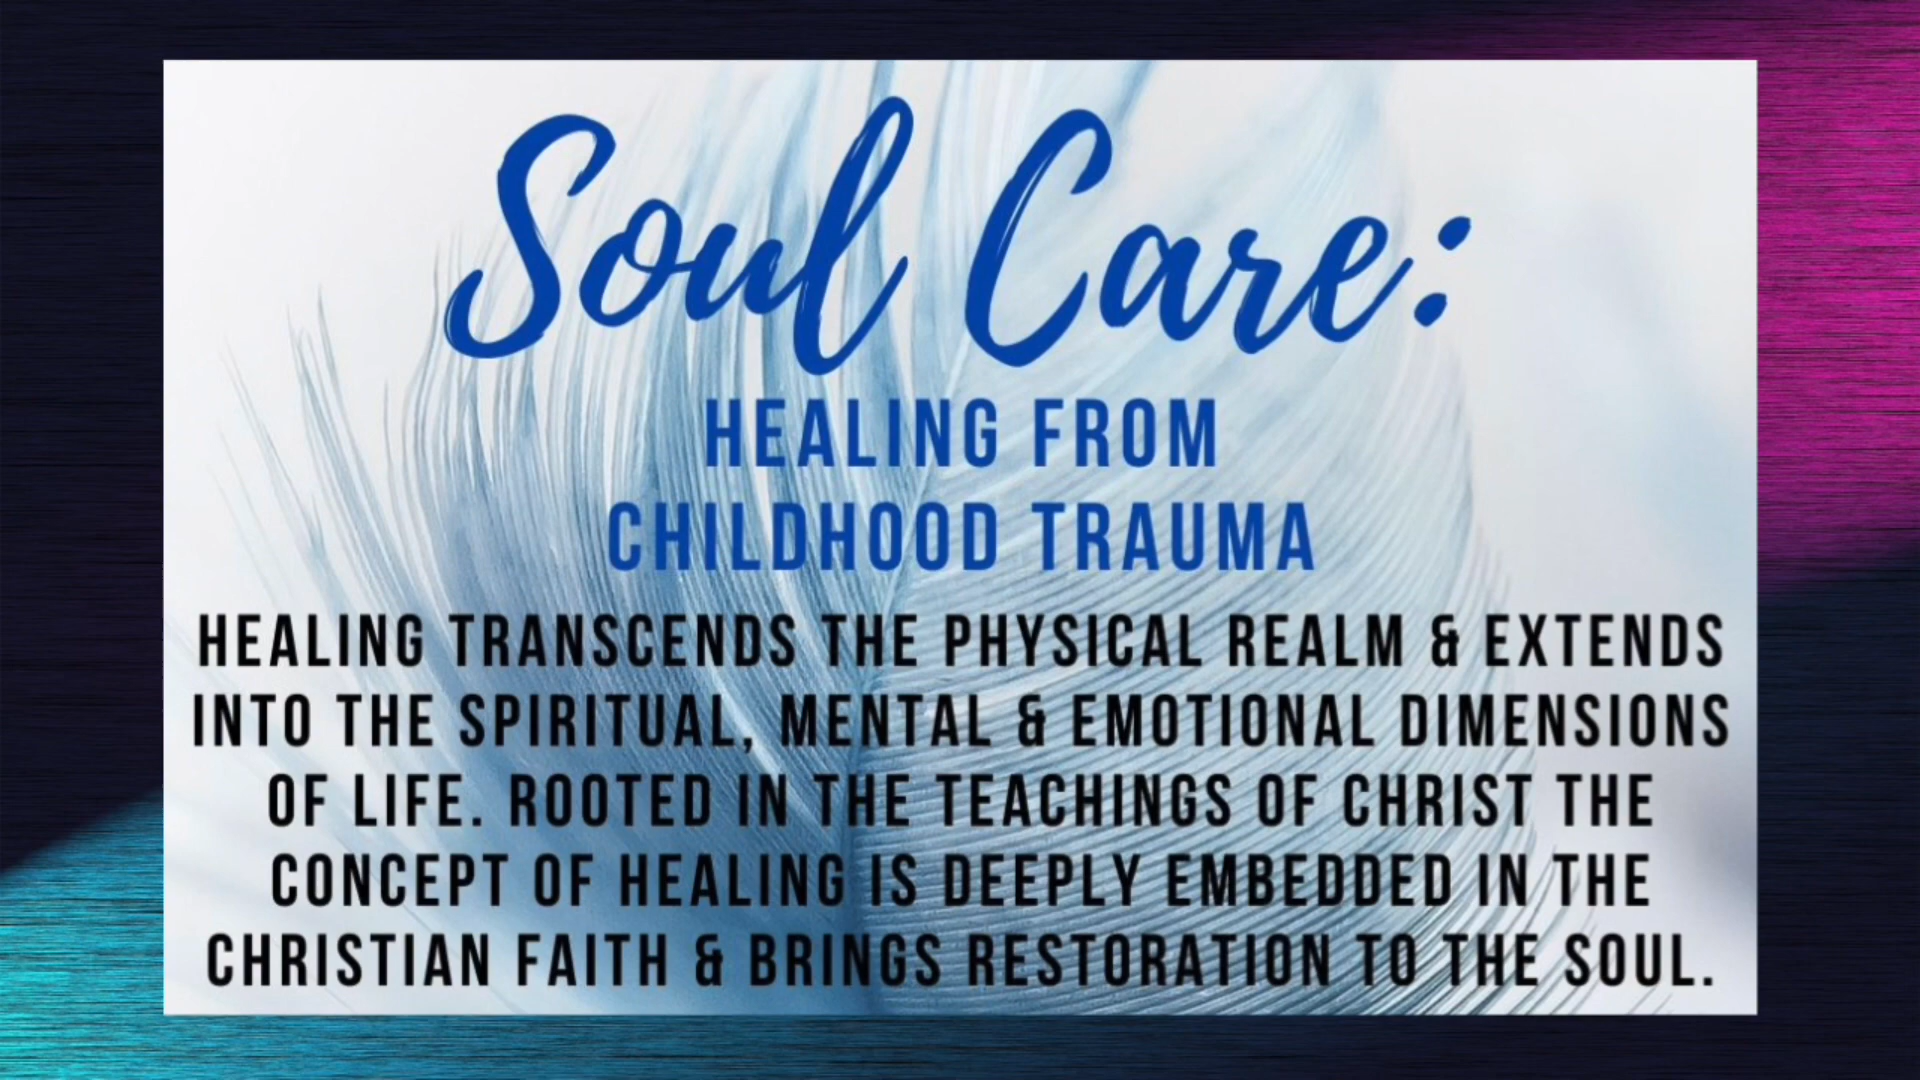 Soul Care:
HEALING FROM
CHILDHOOD TRAUMA
HEALING TRANSCENDS THE PHYSICAL REALM & EXTENDS
INTO THE SPIRITUAL, MENTAL & EMOTIONAL DIMENSIONS
OF LIFE. ROOTED IN THE TEACHINGS OF CHRIST THE
CONCEPT OF HEALING IS DEEPLY EMBEDDED IN THE
CHRISTIAN FAITH & BRINGS RESTORATION TO THE SOUL.